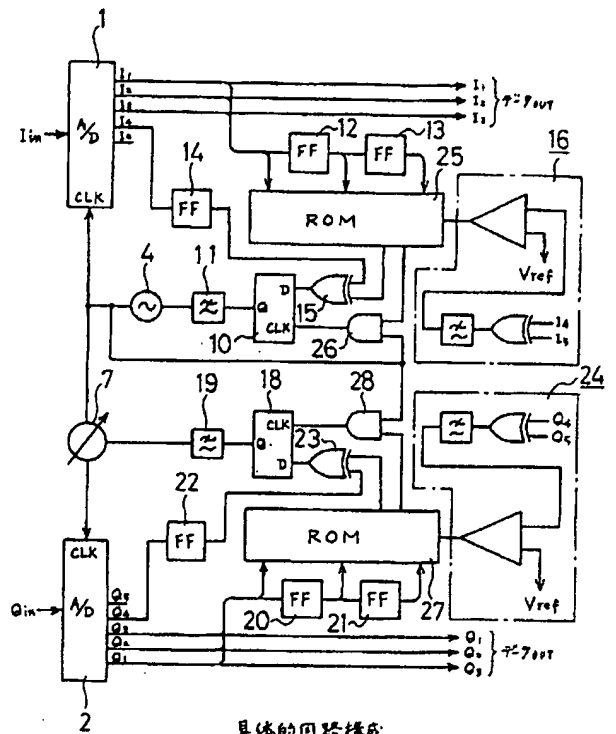 1
I₁
I₂
I₃
I₄
I₅
A/D
CLK
Iin
I₁
I₂
I₃
データOUT
12
13
FF
FF
14
FF
25
ROM
16
Vref
I₄
I₅
4
11
Q
D
CLK
10
15
26
7
19
18
CLK
Q
D
28
23
24
Q₄
Q₅
22
FF
ROM
27
Vref
CLK
A/D
Qin
Q₅
Q₄
Q₃
Q₂
Q₁
2
FF
FF
20
21
Q₁
Q₂
Q₃
データOUT
具体的回路構成